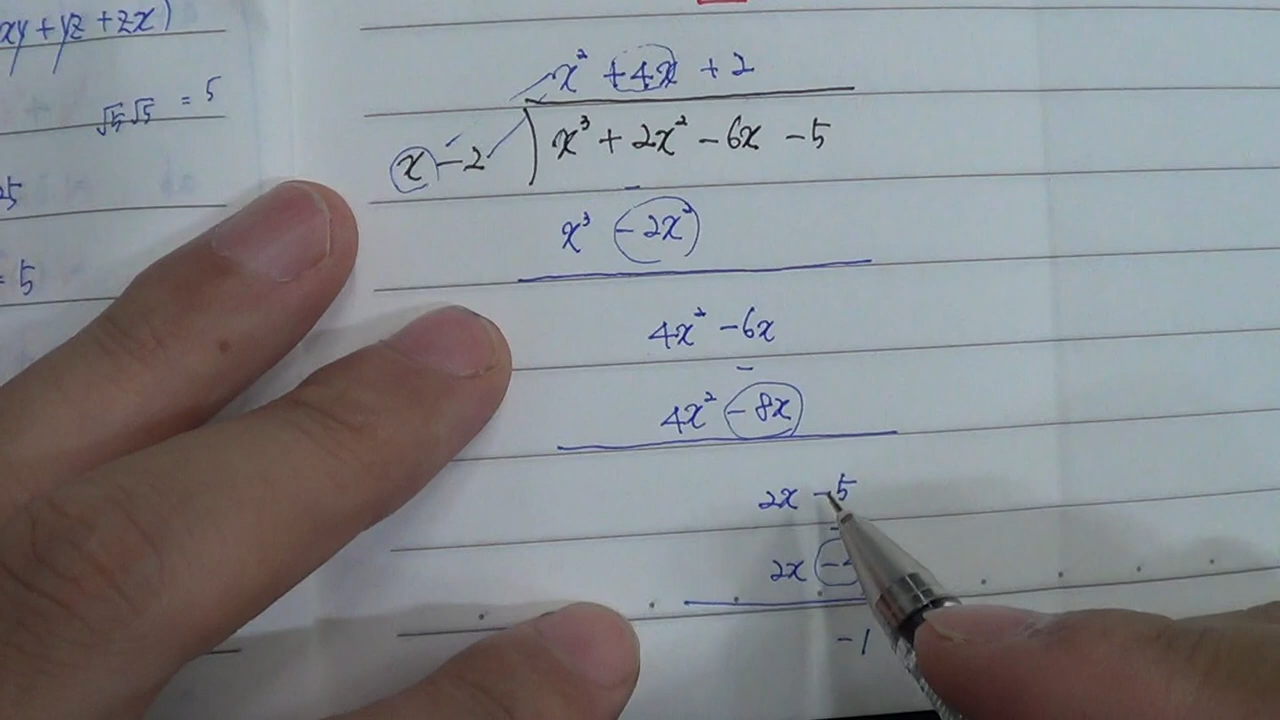 xy + yz + zx)
√5 √5 = 5
25
= 5
x² + 4x + 2
x - 2 ) x³ + 2x² - 6x - 5
x³ - 2x²
4x² - 6x
4x² - 8x
2x - 5
2x -
-1